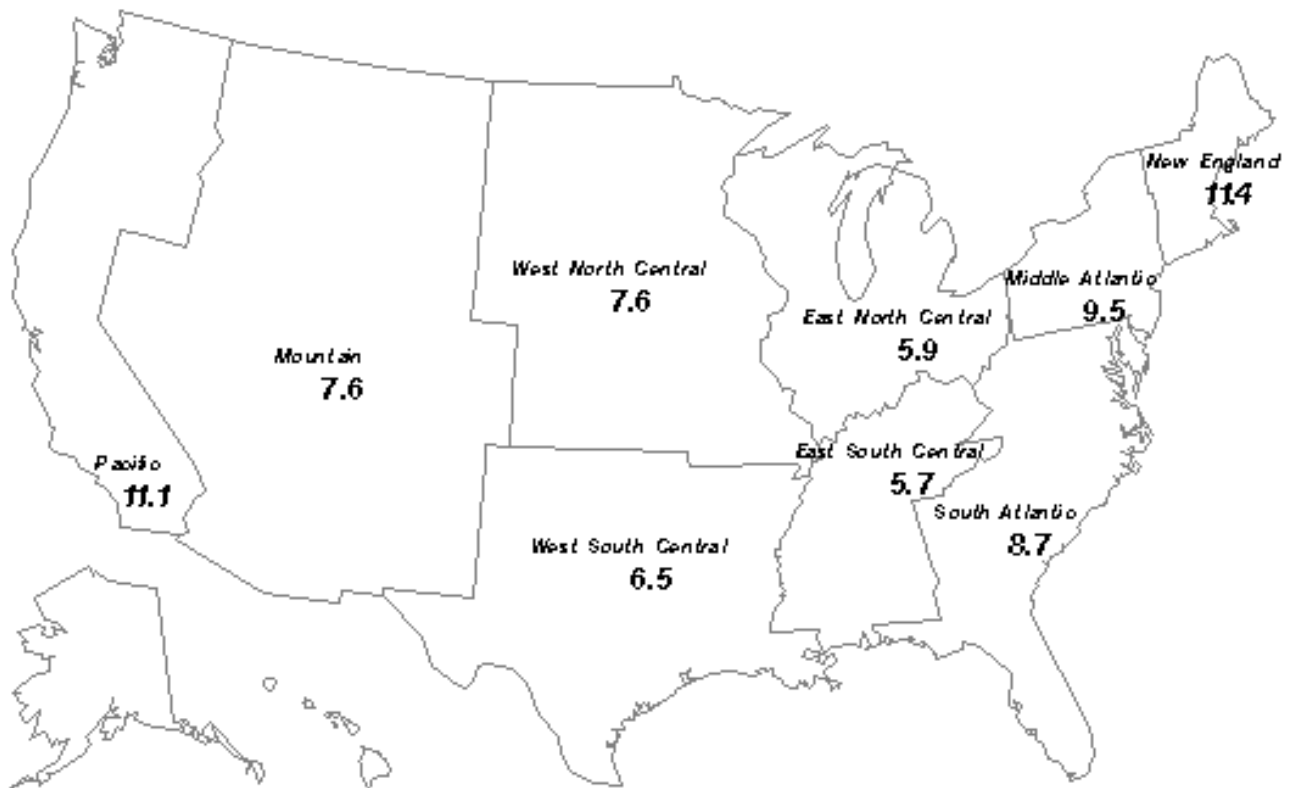 New England
11.4
West North Central
7.6
Middle Atlantic
9.5
East North Central
5.9
Mountain
7.6
East South Central
5.7
Pacific
11.1
South Atlantic
8.7
West South Central
6.5